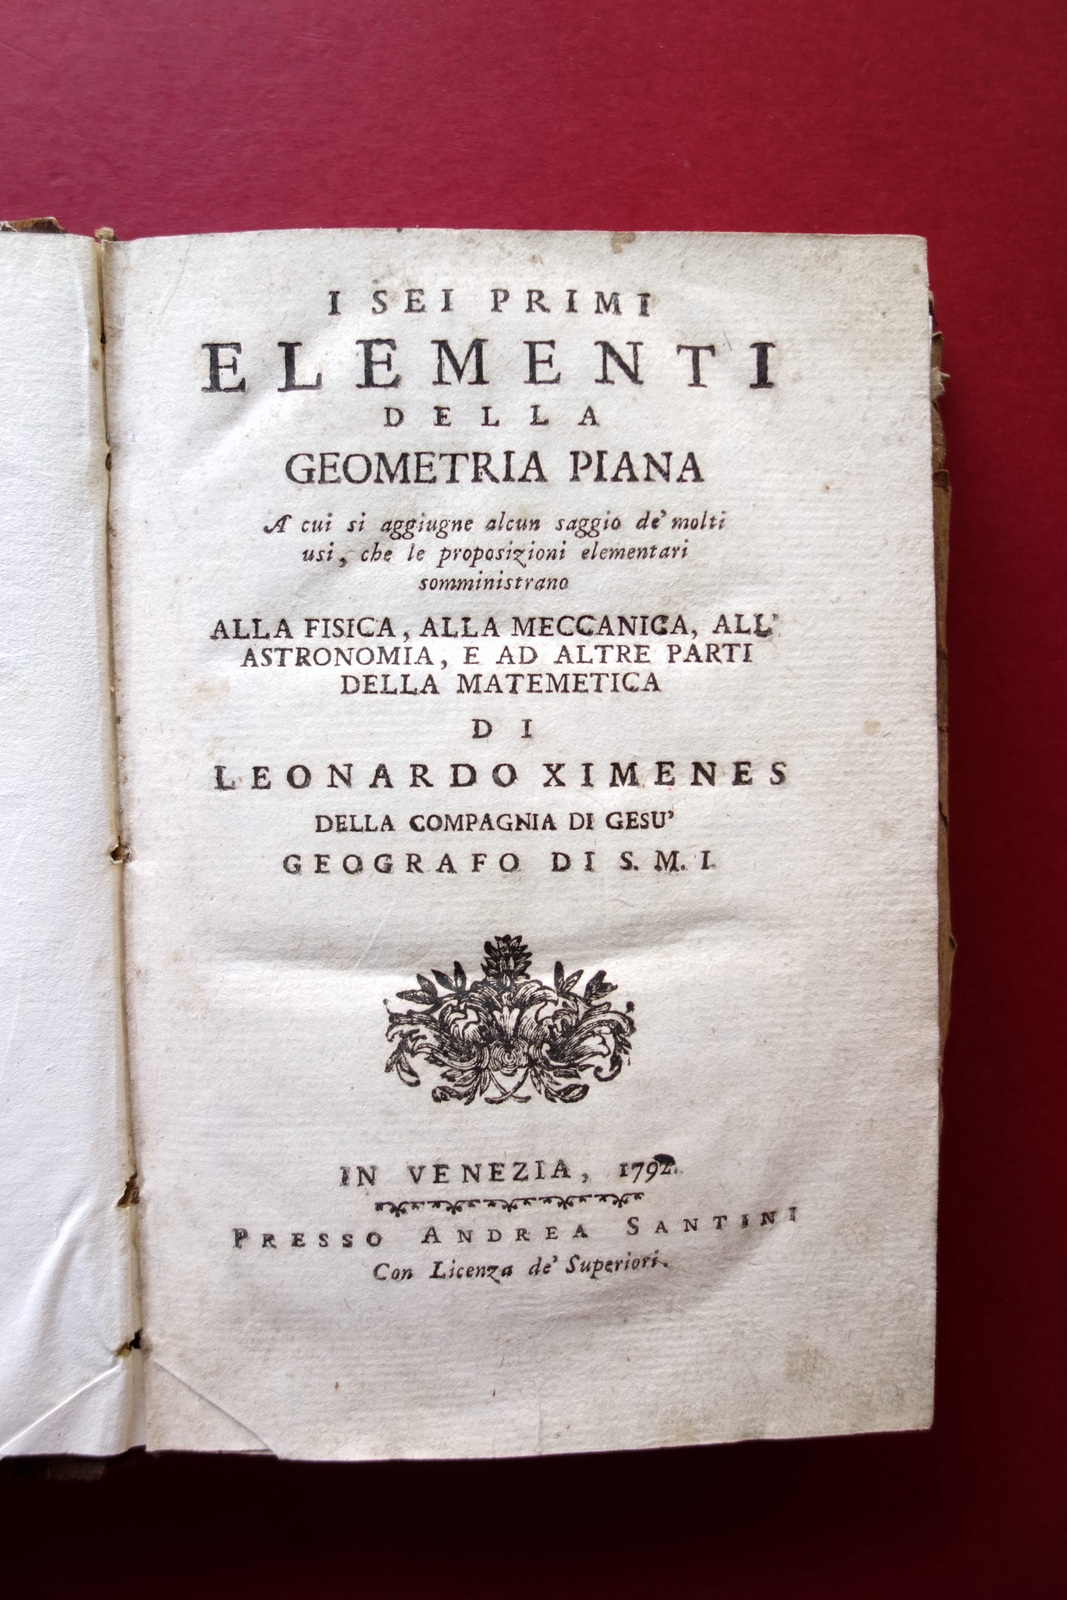 I SEI PRIMI
ELEMENTI
DELLA
GEOMETRIA PIANA
A cui si aggiugne alcun saggio de' molti
usi, che le proposizioni elementari
somministrano
ALLA FISICA, ALLA MECCANICA, ALL'
ASTRONOMIA, E AD ALTRE PARTI
DELLA MATEMETICA
DI
LEONARDO XIMENES
DELLA COMPAGNIA DI GESU'
GEOGRAFO DI S. M. I.
IN VENEZIA, 1792.
PRESSO ANDREA SANTINI
Con Licenza de' Superiori.